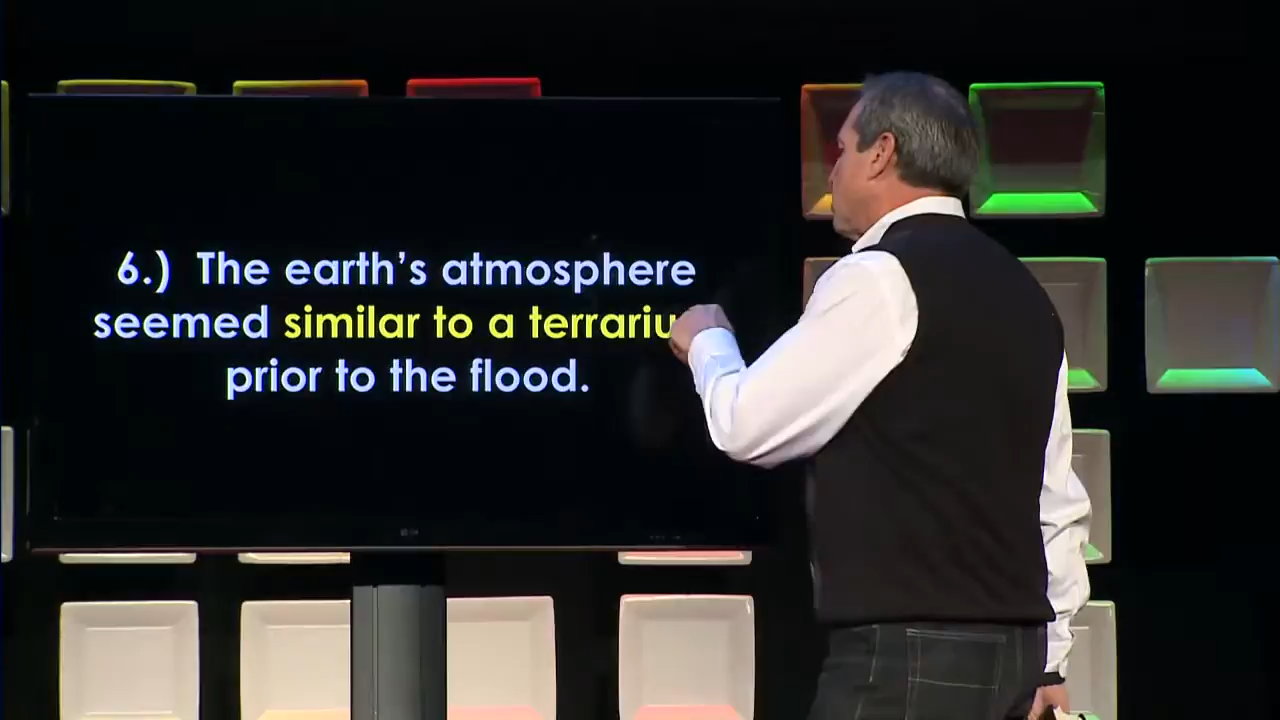 6.) The earth's atmosphere
seemed similar to a terrariu
prior to the flood.